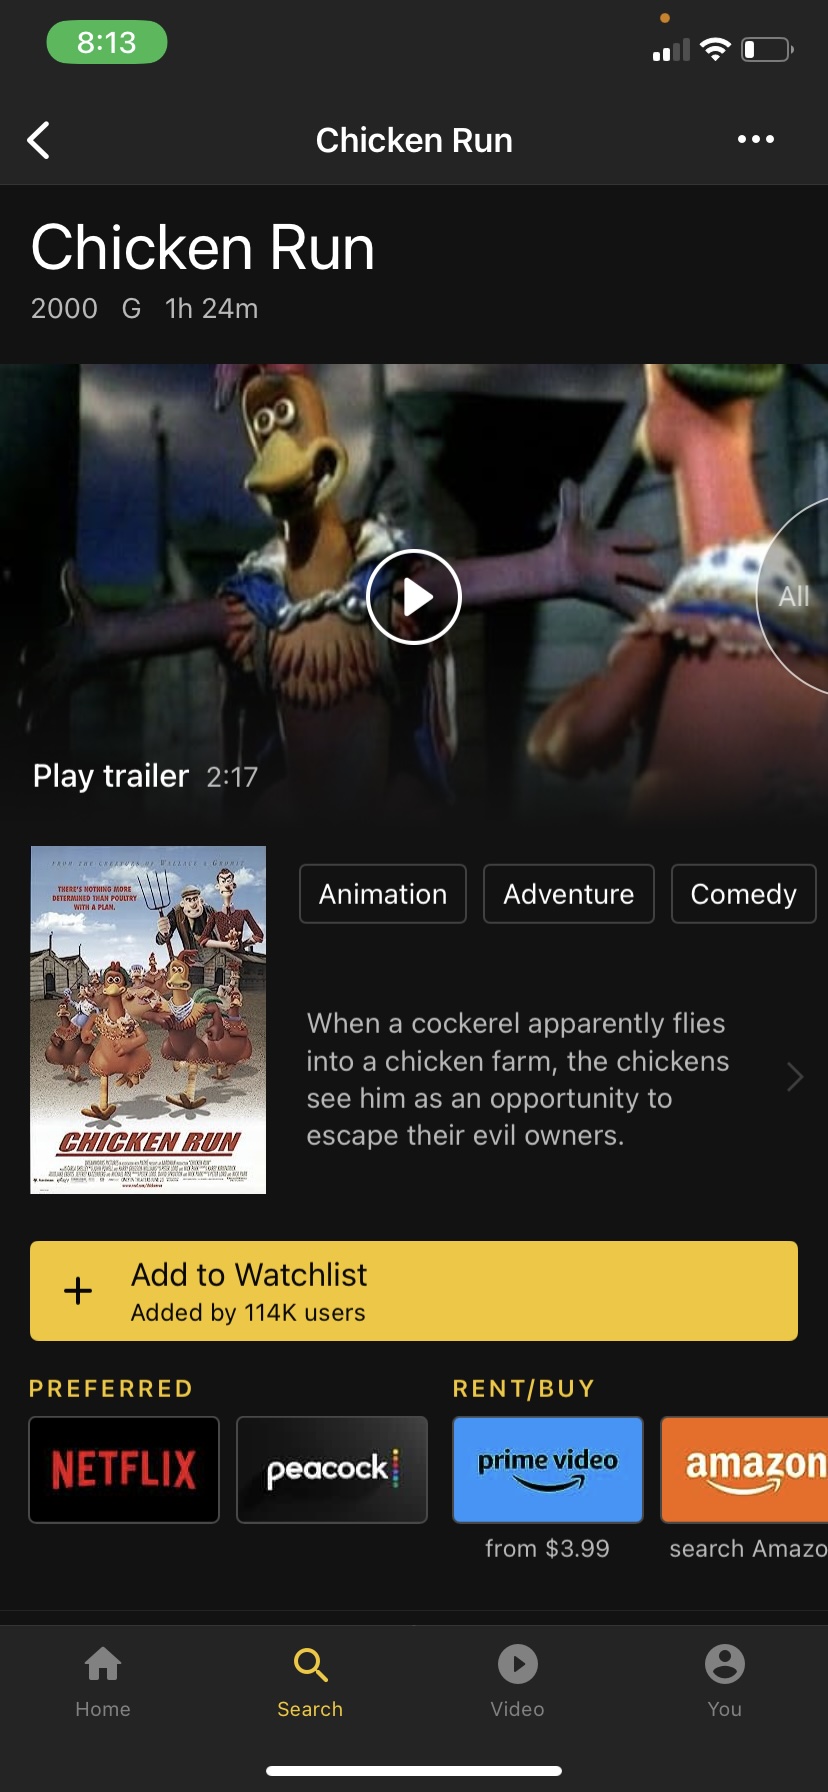 8:13
Chicken Run
Chicken Run
2000 G 1h 24m
All
Play trailer 2:17
FROM THE CREATORS OF WALLACE & GROMIT
THERE'S NOTHING MORE
DETERMINED THAN POULTRY
WITH A PLAN.
CHICKEN RUN
Animation
Adventure
Comedy
When a cockerel apparently flies
into a chicken farm, the chickens
see him as an opportunity to
escape their evil owners.
Add to Watchlist
Added by 114K users
PREFERRED
RENT/BUY
NETFLIX
peacock
prime video
amazon
from $3.99
search Amazo
Home
Search
Video
You